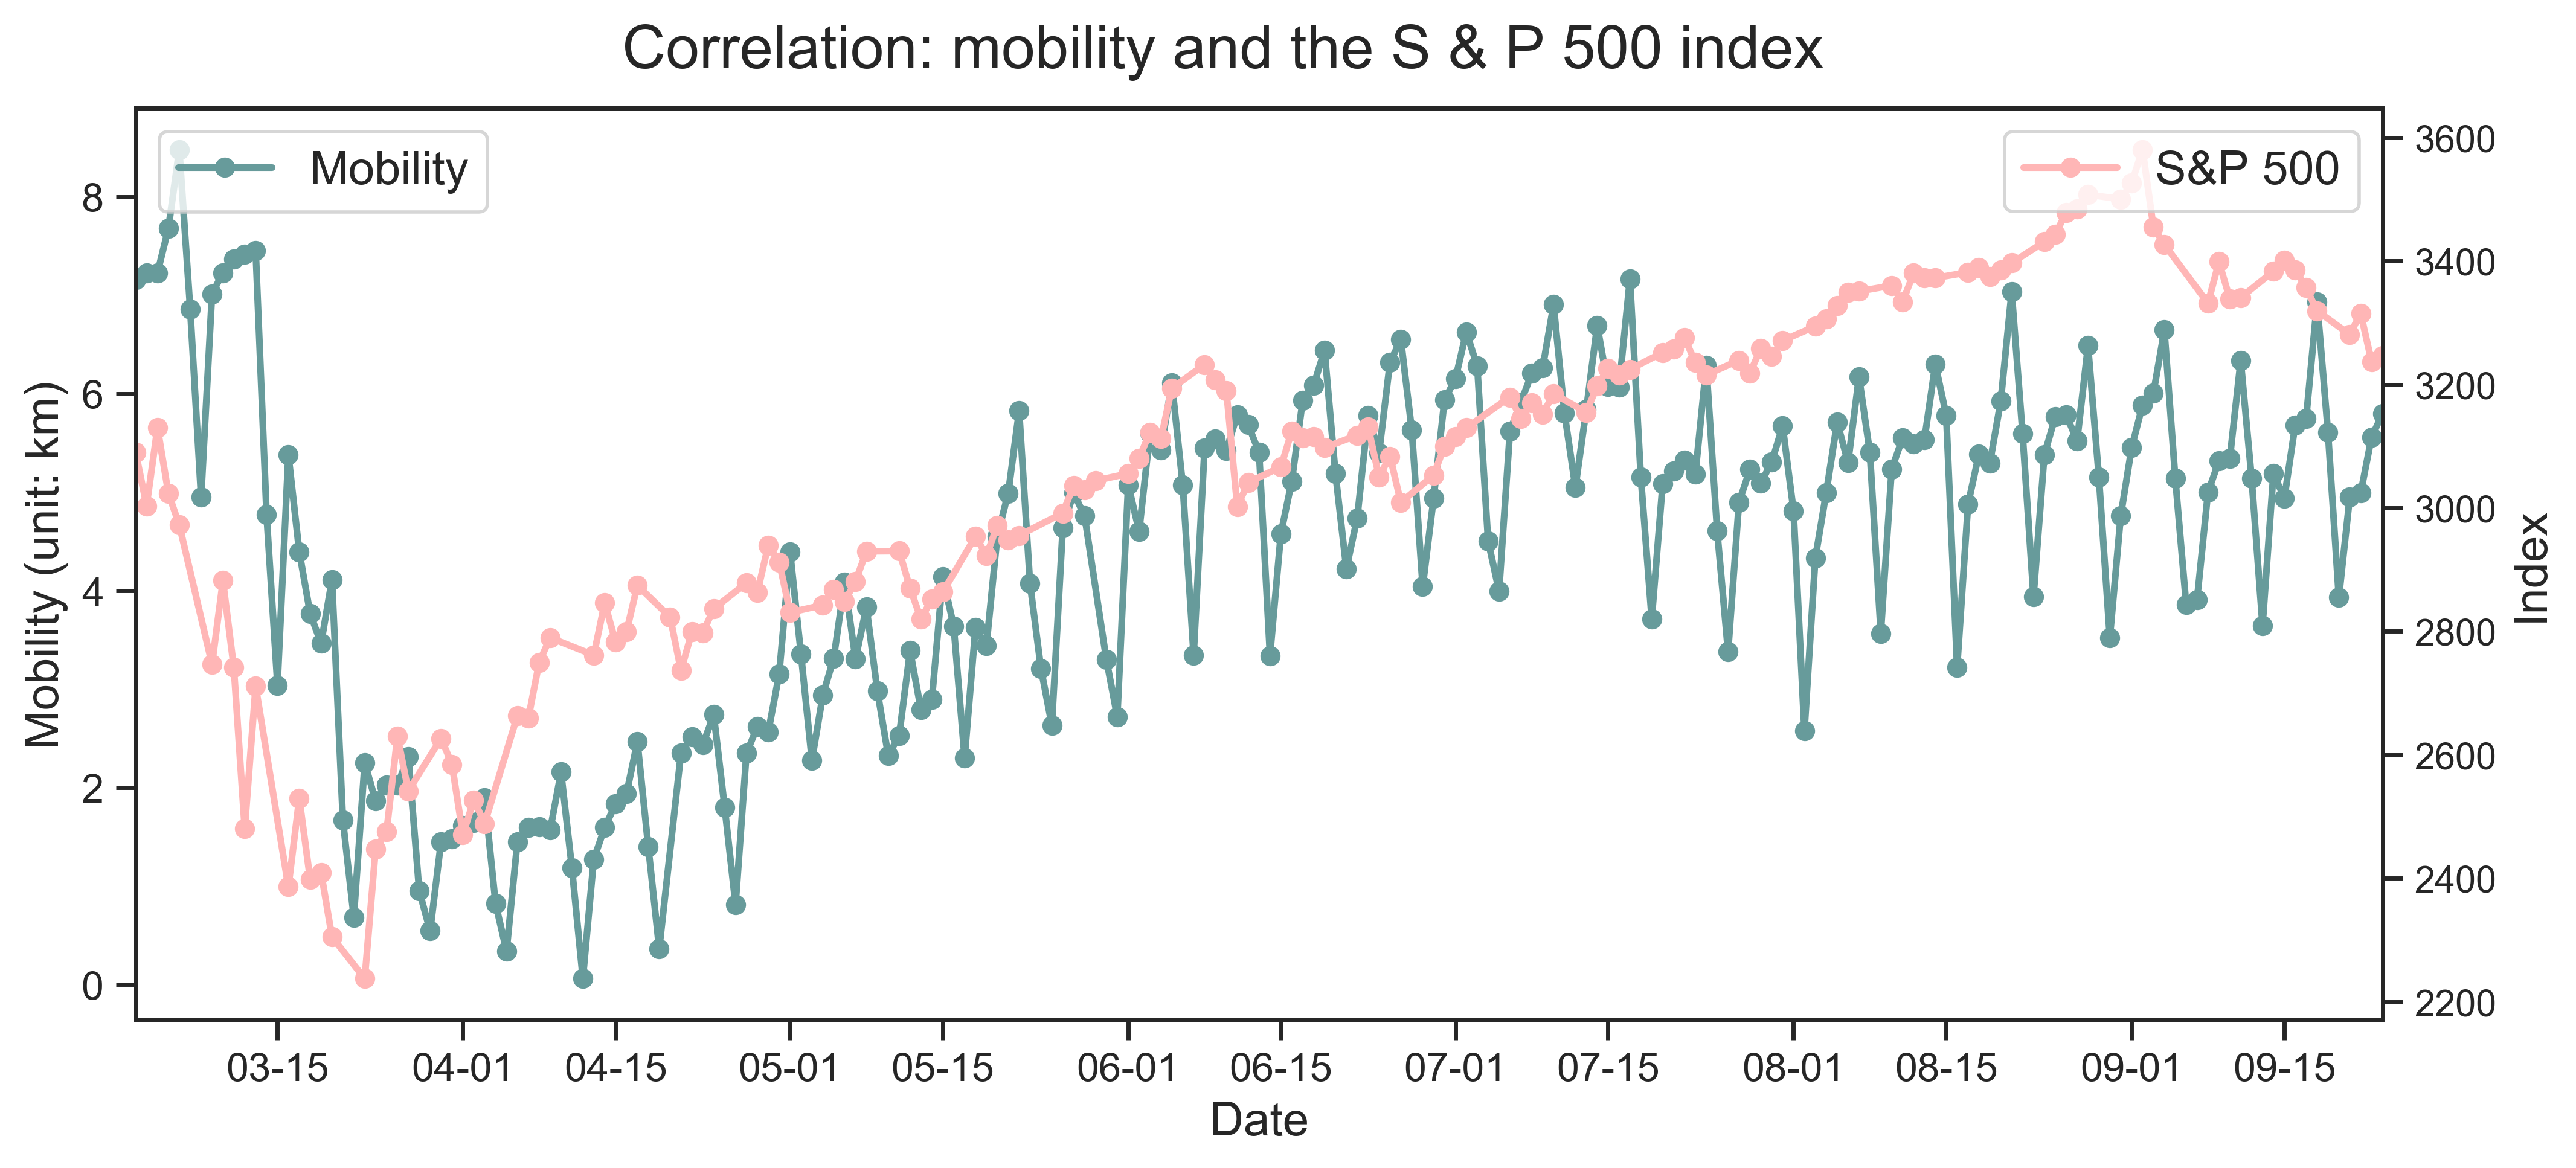 Correlation: mobility and the S & P 500 index
Mobility
S&P 500
Mobility (unit: km)
8
6
4
2
0
3600
3400
3200
3000
2800
2600
2400
2200
Index
03-15 04-01 04-15 05-01 05-15 06-01 06-15 07-01 07-15 08-01 08-15 09-01 09-15
Date